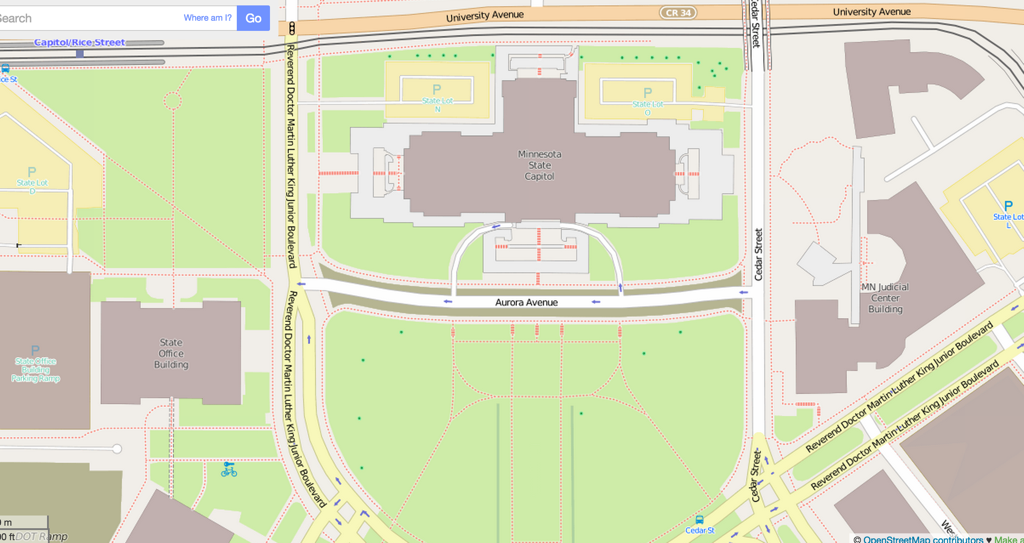 Search
Where am I?
Go
University Avenue
CR 34
University Avenue
Cedar Street
Capitol/Rice Street
ice St
P
State Lot
N
P
State Lot
O
Minnesota
State
Capitol
P
State Lot
D
P
State Lot
L
Reverend Doctor Martin Luther King Junior Boulevard
Cedar Street
Aurora Avenue
MN Judicial
Center
Building
State
Office
Building
P
State Office
Building
Parking Ramp
Reverend Doctor Martin Luther King Junior Boulevard
Reverend Doctor Martin Luther King Junior Boulevard
Reverend Doctor Martin Luther King Junior Boulevard
Cedar Street
Cedar St
0 m
00 ft
DOT Ramp
We
© OpenStreetMap contributors ♥ Make a